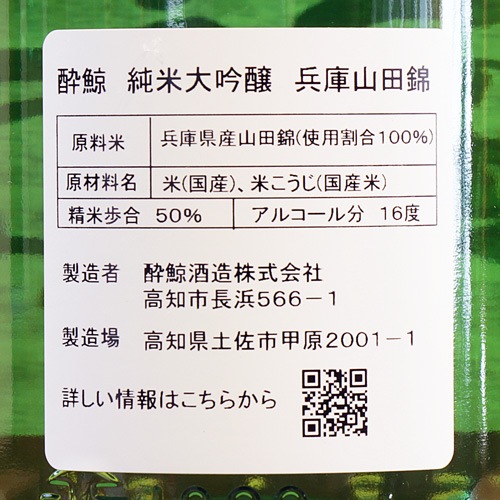 酔鯨 純米大吟醸 兵庫山田錦
原料米 兵庫県産山田錦(使用割合100%)
原材料名 米(国産)、米こうじ(国産米)
精米歩合 50% アルコール分 16度
製造者 酔鯨酒造株式会社
高知市長浜566-1
製造場 高知県土佐市甲原2001-1
詳しい情報はこちらから